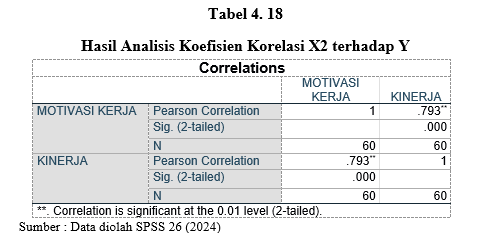 Tabel 4. 18
Hasil Analisis Koefisien Korelasi X2 terhadap Y
Correlations
MOTIVASI KERJA KINERJA
MOTIVASI KERJA Pearson Correlation 1 .793**
Sig. (2-tailed) .000
N 60 60
KINERJA Pearson Correlation .793** 1
Sig. (2-tailed) .000
N 60 60
**. Correlation is significant at the 0.01 level (2-tailed).
Sumber : Data diolah SPSS 26 (2024)